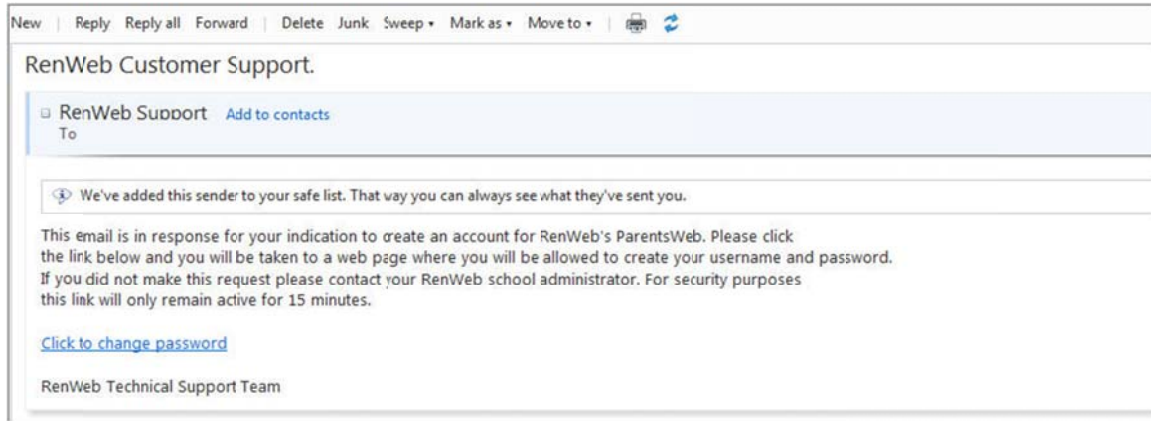 New | Reply Reply all Forward | Delete Junk Sweep Mark as Move to |
RenWeb Customer Support.
RenWeb Support Add to contacts
To
We've added this sender to your safe list. That way you can always see what they've sent you.
This email is in response for your indication to create an account for RenWeb's ParentsWeb. Please click
the link below and you will be taken to a web page where you will be allowed to create your username and password.
If you did not make this request please contact your RenWeb school administrator. For security purposes
this link will only remain active for 15 minutes.
Click to change password
RenWeb Technical Support Team